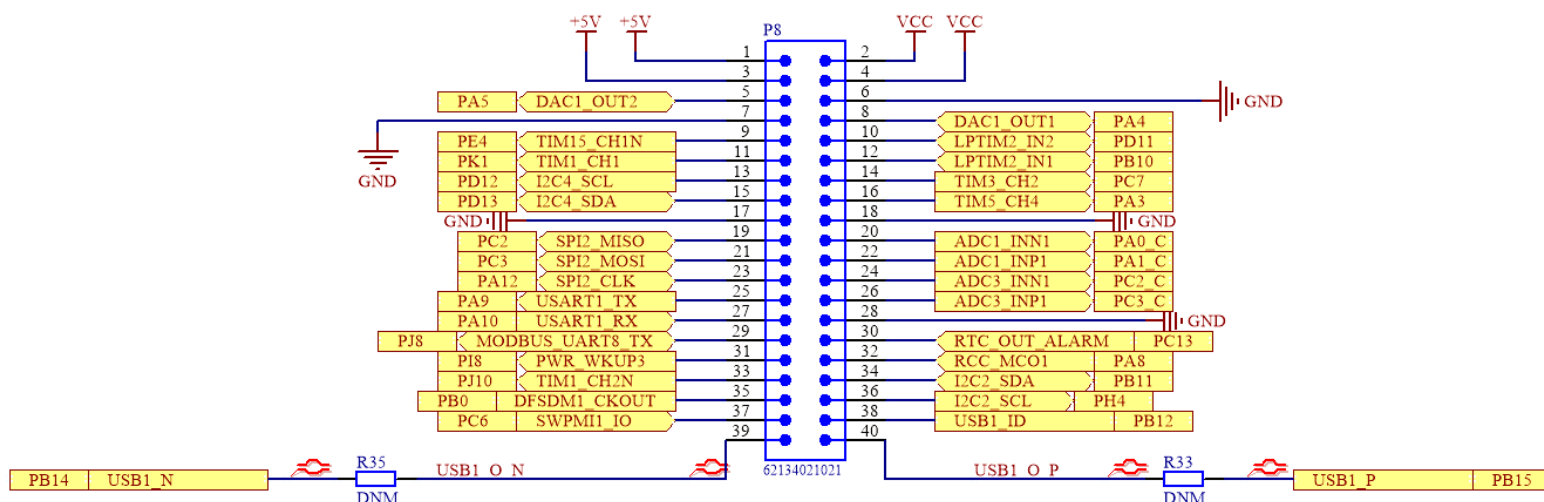 +5V +5V P8 VCC VCC
1 2
3 4
PA5 DAC1_OUT2 5 6 GND
7 8 DAC1_OUT1 PA4
PE4 TIM15_CH1N 9 10 LPTIM2_IN2 PD11
PK1 TIM1_CH1 11 12 LPTIM2_IN1 PB10
GND PD12 I2C4_SCL 13 14 TIM3_CH2 PC7
PD13 I2C4_SDA 15 16 TIM5_CH4 PA3
GND 17 18 GND
PC2 SPI2_MISO 19 20 ADC1_INN1 PA0_C
PC3 SPI2_MOSI 21 22 ADC1_INP1 PA1_C
PA12 SPI2_CLK 23 24 ADC3_INN1 PC2_C
PA9 USART1_TX 25 26 ADC3_INP1 PC3_C
PA10 USART1_RX 27 28 GND
PJ8 MODBUS_UART8_TX 29 30 RTC_OUT_ALARM PC13
PI8 PWR_WKUP3 31 32 RCC_MCO1 PA8
PJ10 TIM1_CH2N 33 34 I2C2_SDA PB11
PB0 DFSDM1_CKOUT 35 36 I2C2_SCL PH4
PC6 SWPMI1_IO 37 38 USB1_ID PB12
39 40
R35 USB1_O_N 62134021021 USB1_O_P R33
PB14 USB1_N USB1_P PB15
DNM DNM